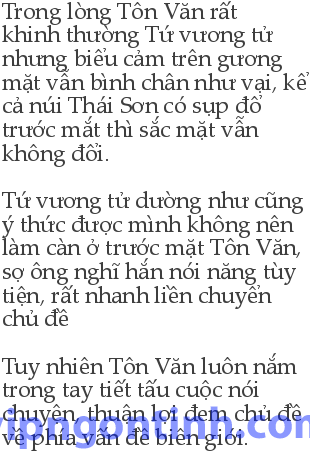 Trong lòng Tôn Văn rất
khinh thường Tứ vương tử
nhưng biểu cảm trên gương
mặt vẫn bình chân như vại, kể
cả núi Thái Sơn có sụp đổ
trước mắt thì sắc mặt vẫn
không đổi.
Tứ vương tử dường như cũng
ý thức được mình không nên
làm càn ở trước mặt Tôn Văn,
sợ ông nghĩ hắn nói năng tùy
tiện, rất nhanh liền chuyển
chủ đề
Tuy nhiên Tôn Văn luôn nắm
trong tay tiết tấu cuộc nói
chuyện, thuận lợi đem chủ đề
về phía vấn đề biên giới.
vipngontinh.com